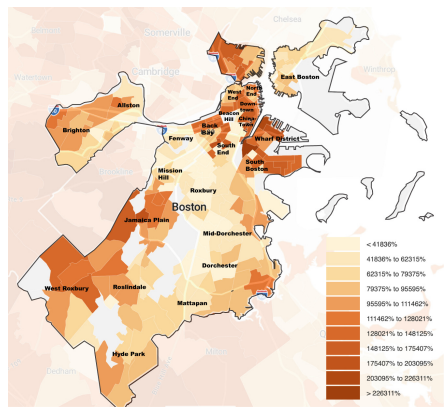 Chelsea
Somerville
Winthrop
Cambridge
East Boston
Allston
West
End
North
End
Down-
town
Beacon
Hill
China-
Town
Brighton
Back
Bay
Wharf District
Fenway
South
End
South
Boston
Mission
Hill
Roxbury
Boston
Jamaica Plain
Mid-Dorchester
Dorchester
West Roxbury
Roslindale
Mattapan
Hyde Park
Dedham
< 41836%
41836% to 62315%
62315% to 79375%
79375% to 95595%
95595% to 111462%
111462% to 128021%
128021% to 148125%
148125% to 175407%
175407% to 203095%
203095% to 226311%
> 226311%